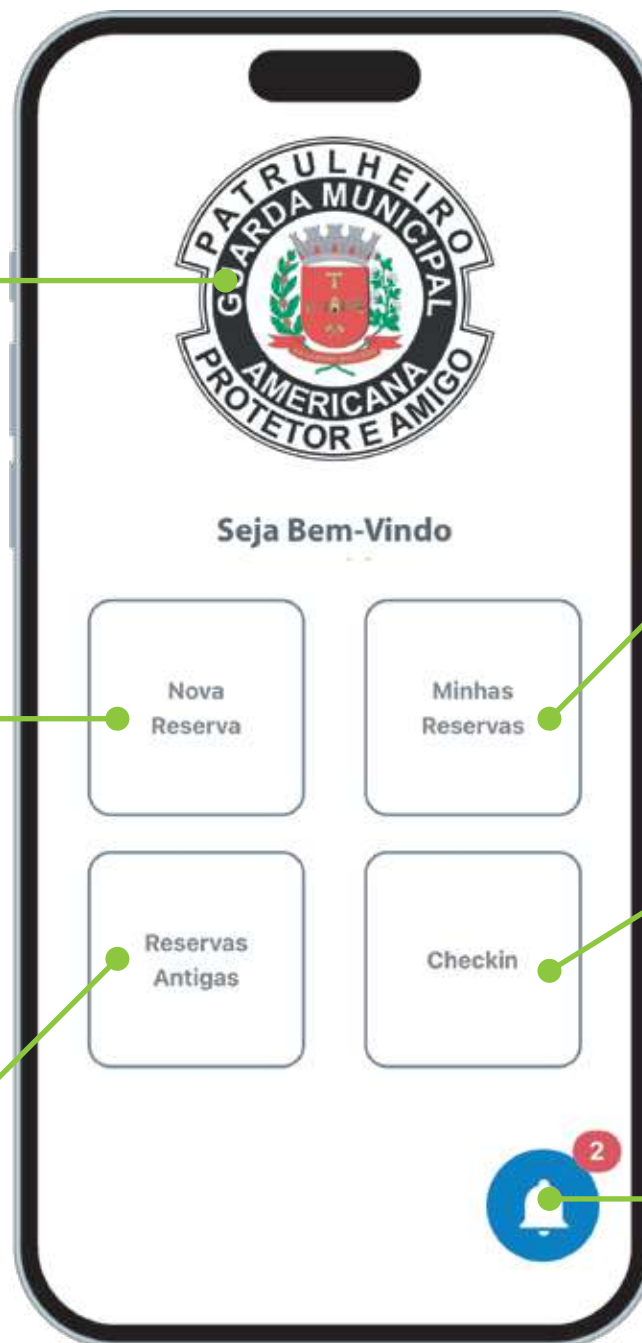 PATRULHEIRO
GUARDA MUNICIPAL
AMERICANA
PROTETOR E AMIGO
Seja Bem-Vindo
Nova
Reserva
Minhas
Reservas
Reservas
Antigas
Checkin
2